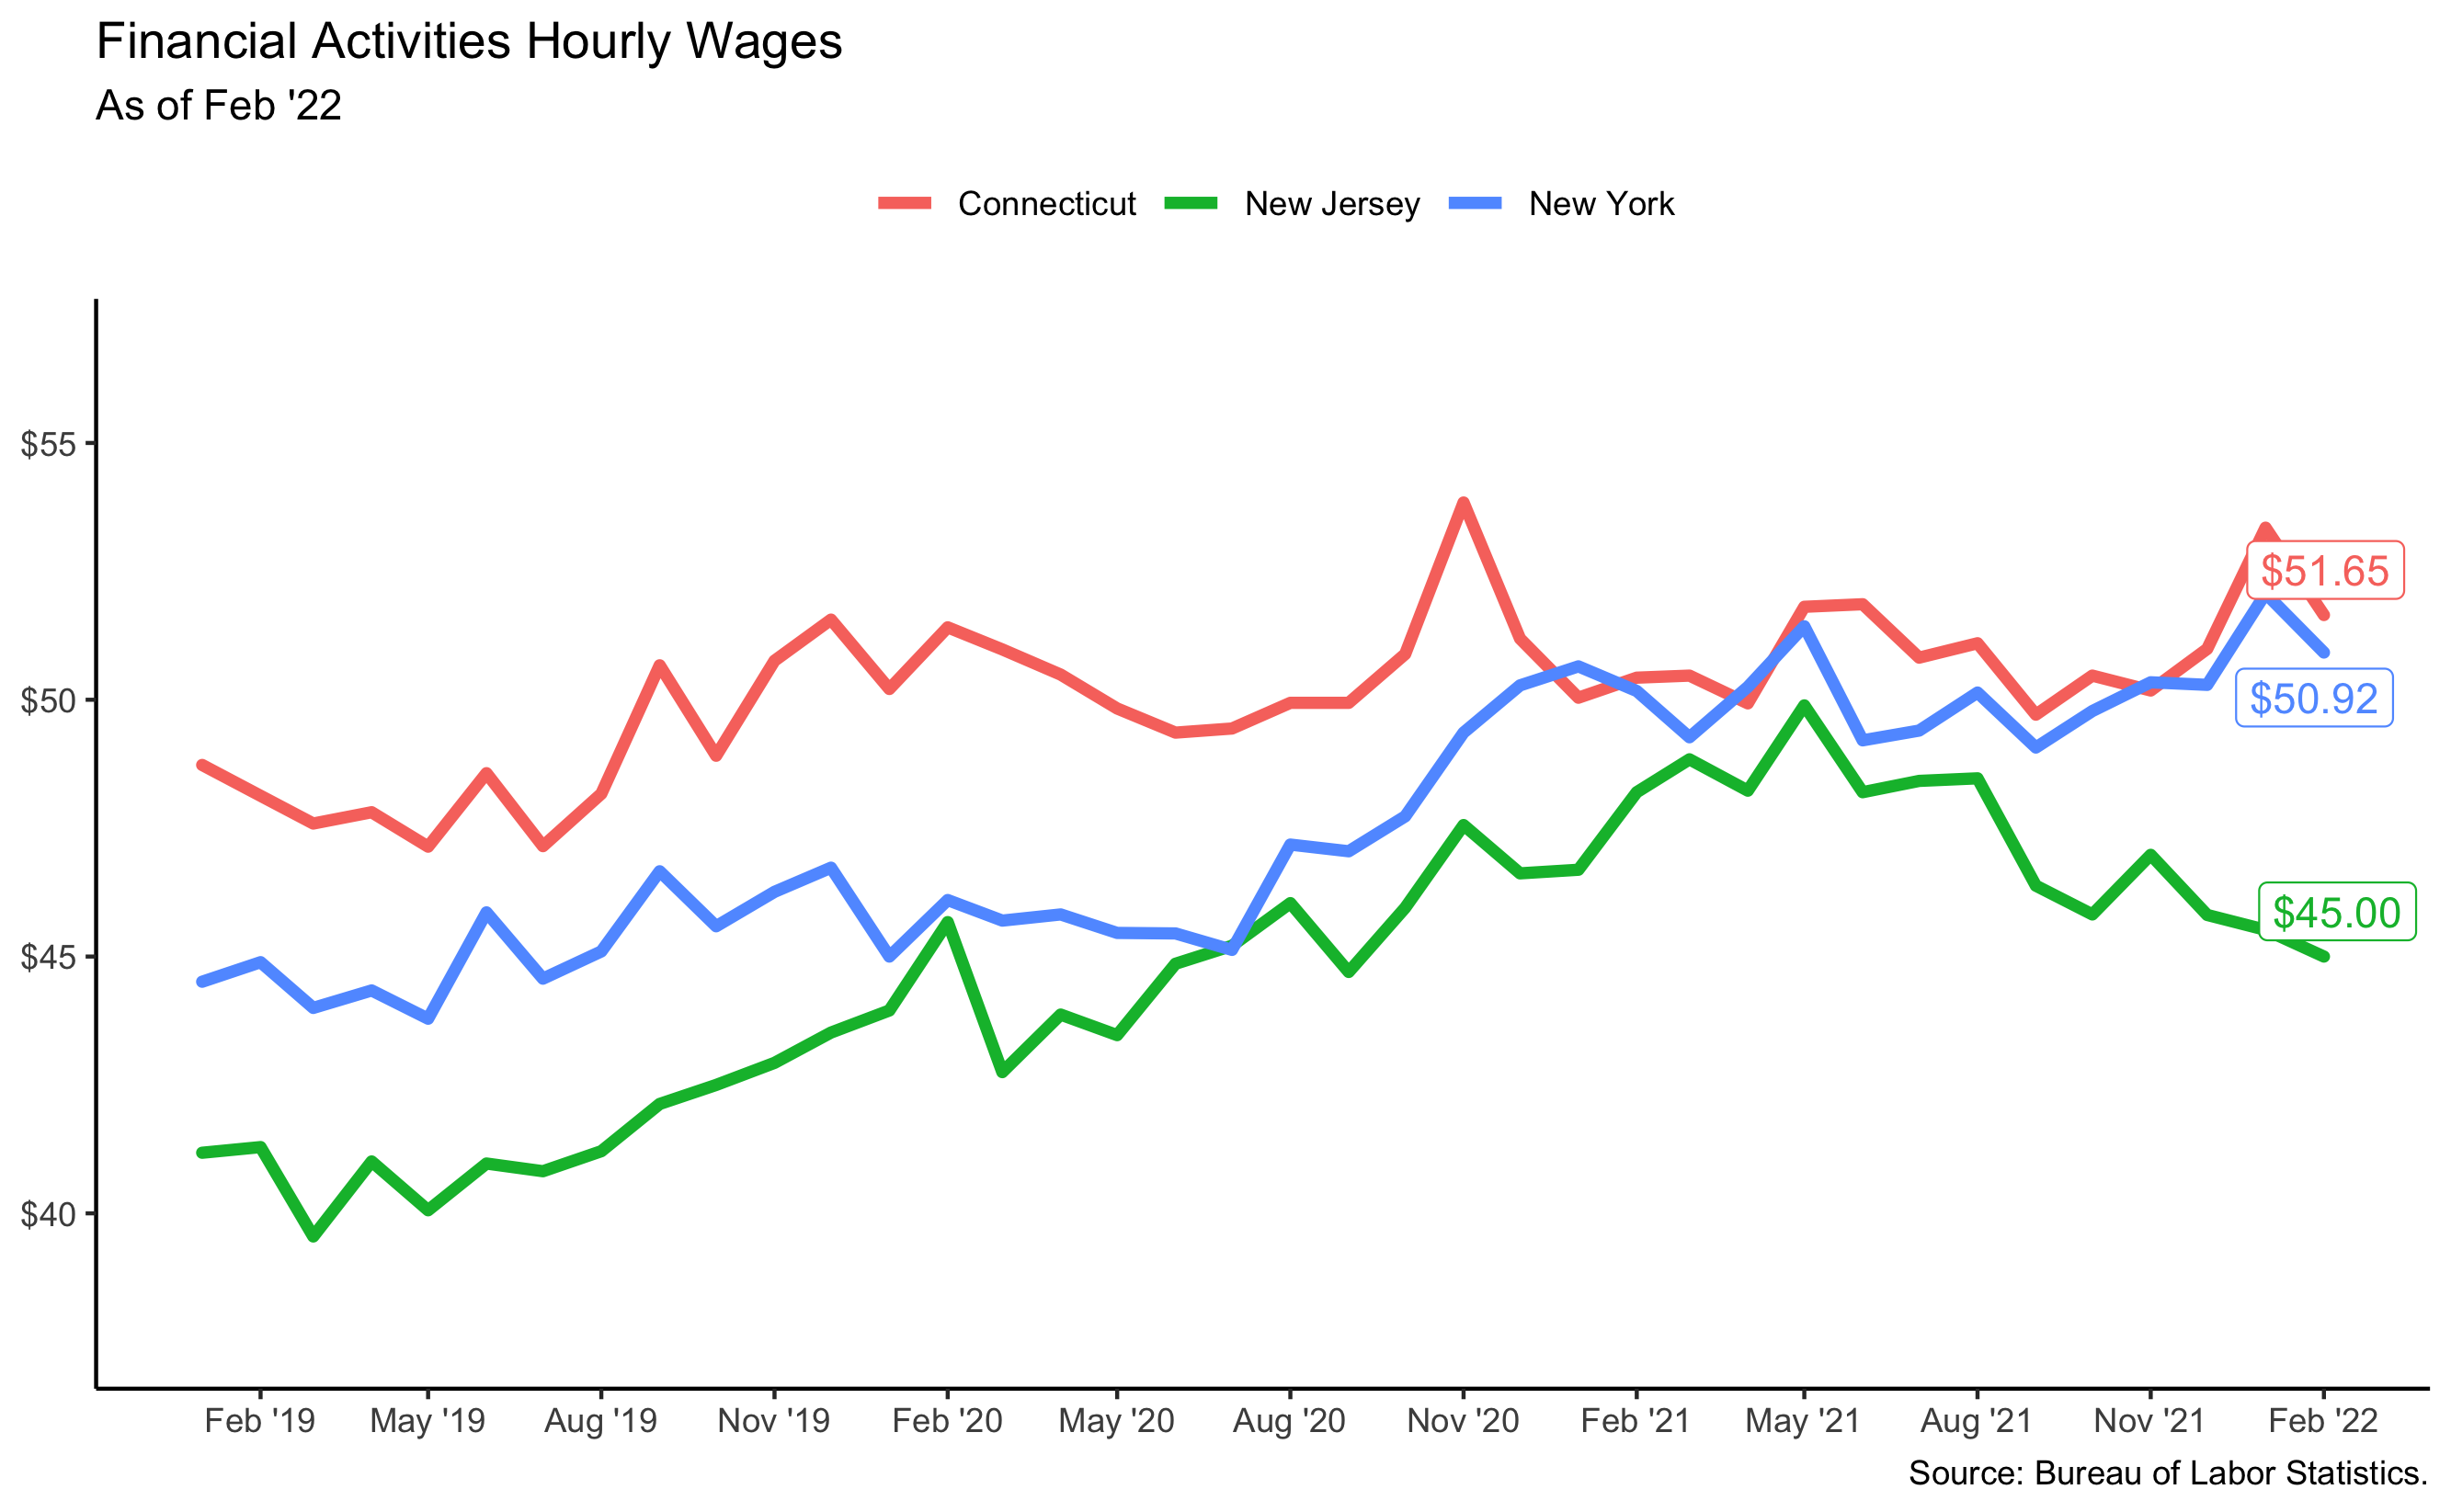 Financial Activities Hourly Wages
As of Feb '22
Connecticut New Jersey New York
$55
$50
$45
$40
$51.65
$50.92
$45.00
Feb '19 May '19 Aug '19 Nov '19 Feb '20 May '20 Aug '20 Nov '20 Feb '21 May '21 Aug '21 Nov '21 Feb '22
Source: Bureau of Labor Statistics.